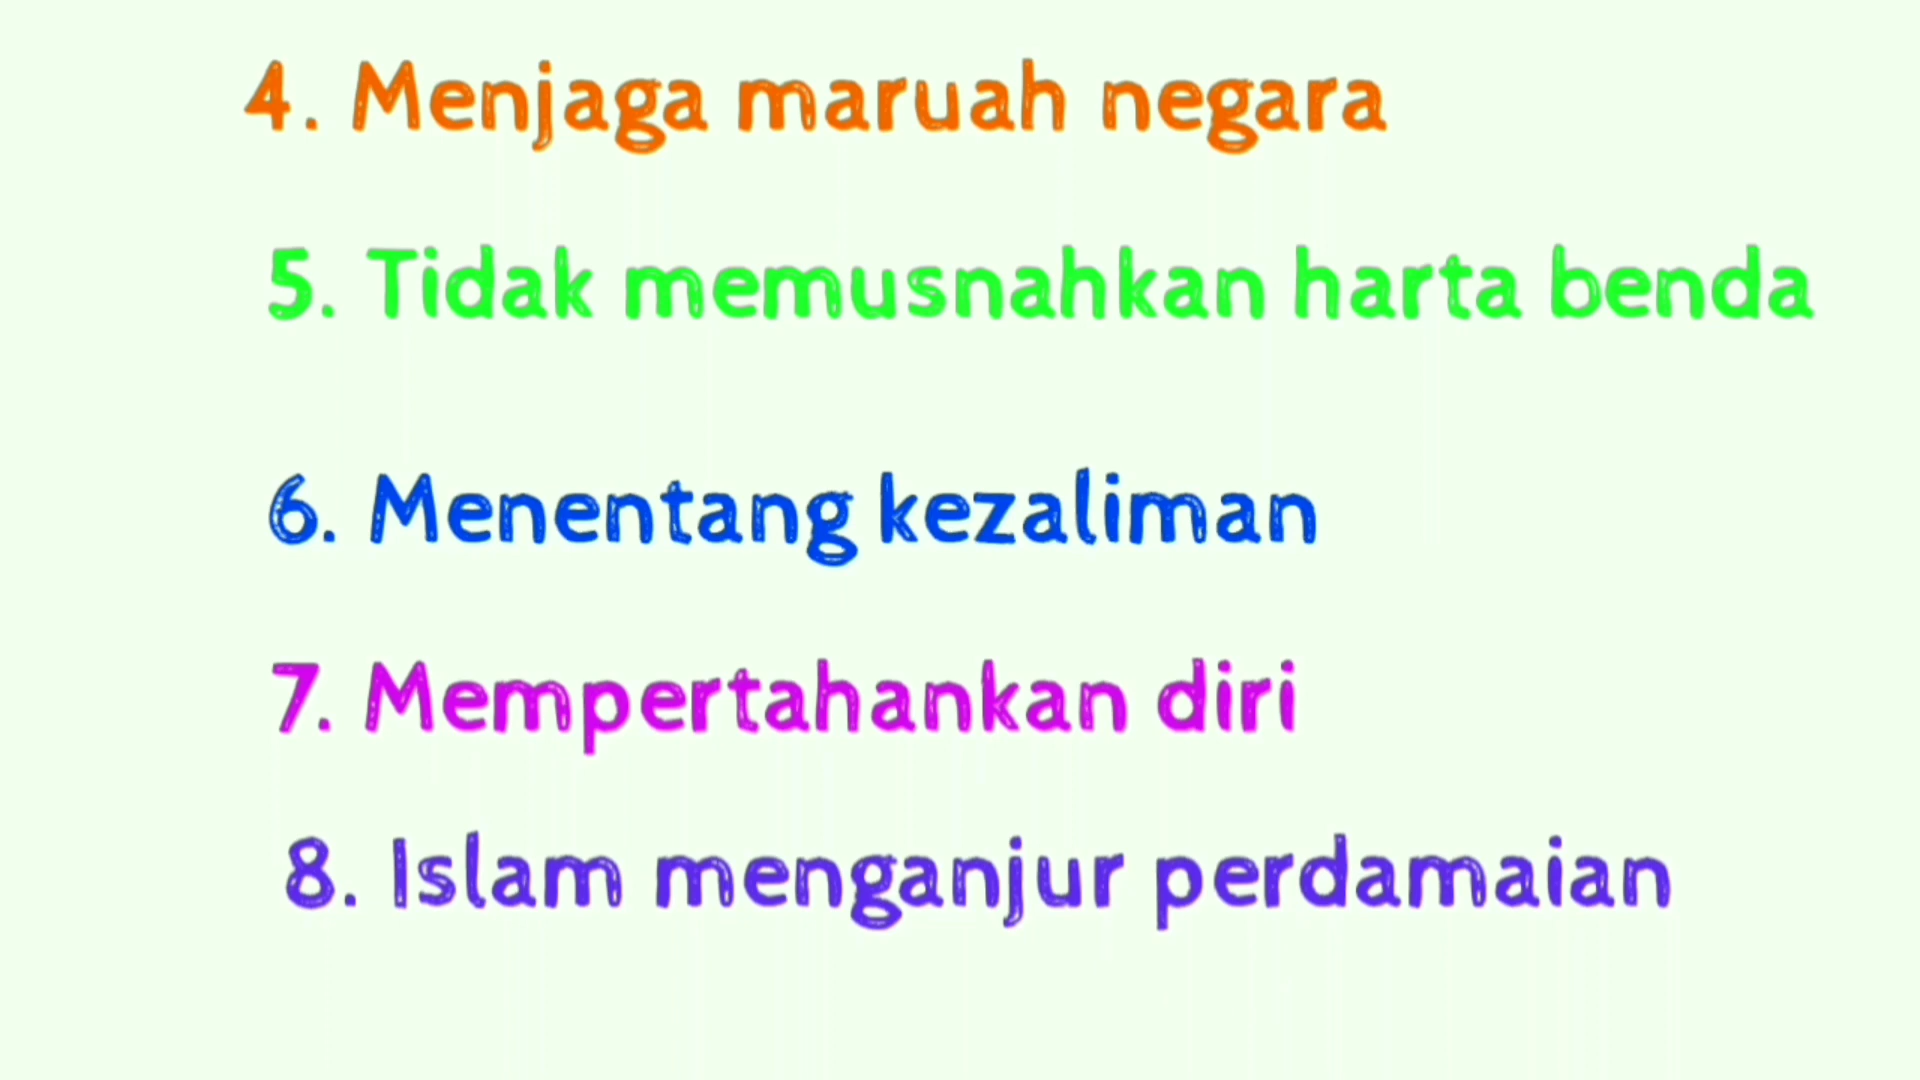 4. Menjaga maruah negara
5. Tidak memusnahkan harta benda
6. Menentang kezaliman
7. Mempertahankan diri
8. Islam menganjur perdamaian